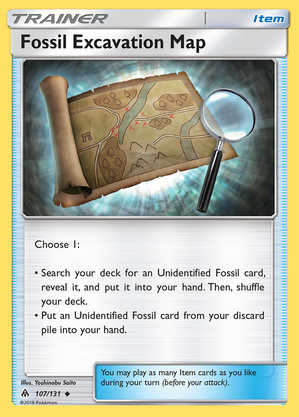 TRAINER Item
Fossil Excavation Map
Choose 1:
• Search your deck for an Unidentified Fossil card,
reveal it, and put it into your hand. Then, shuffle
your deck.
• Put an Unidentified Fossil card from your discard
pile into your hand.
Illus. Yoshinobu Saito
107/131 ◆
©2018 Pokémon
You may play as many Item cards as you like
during your turn (before your attack).